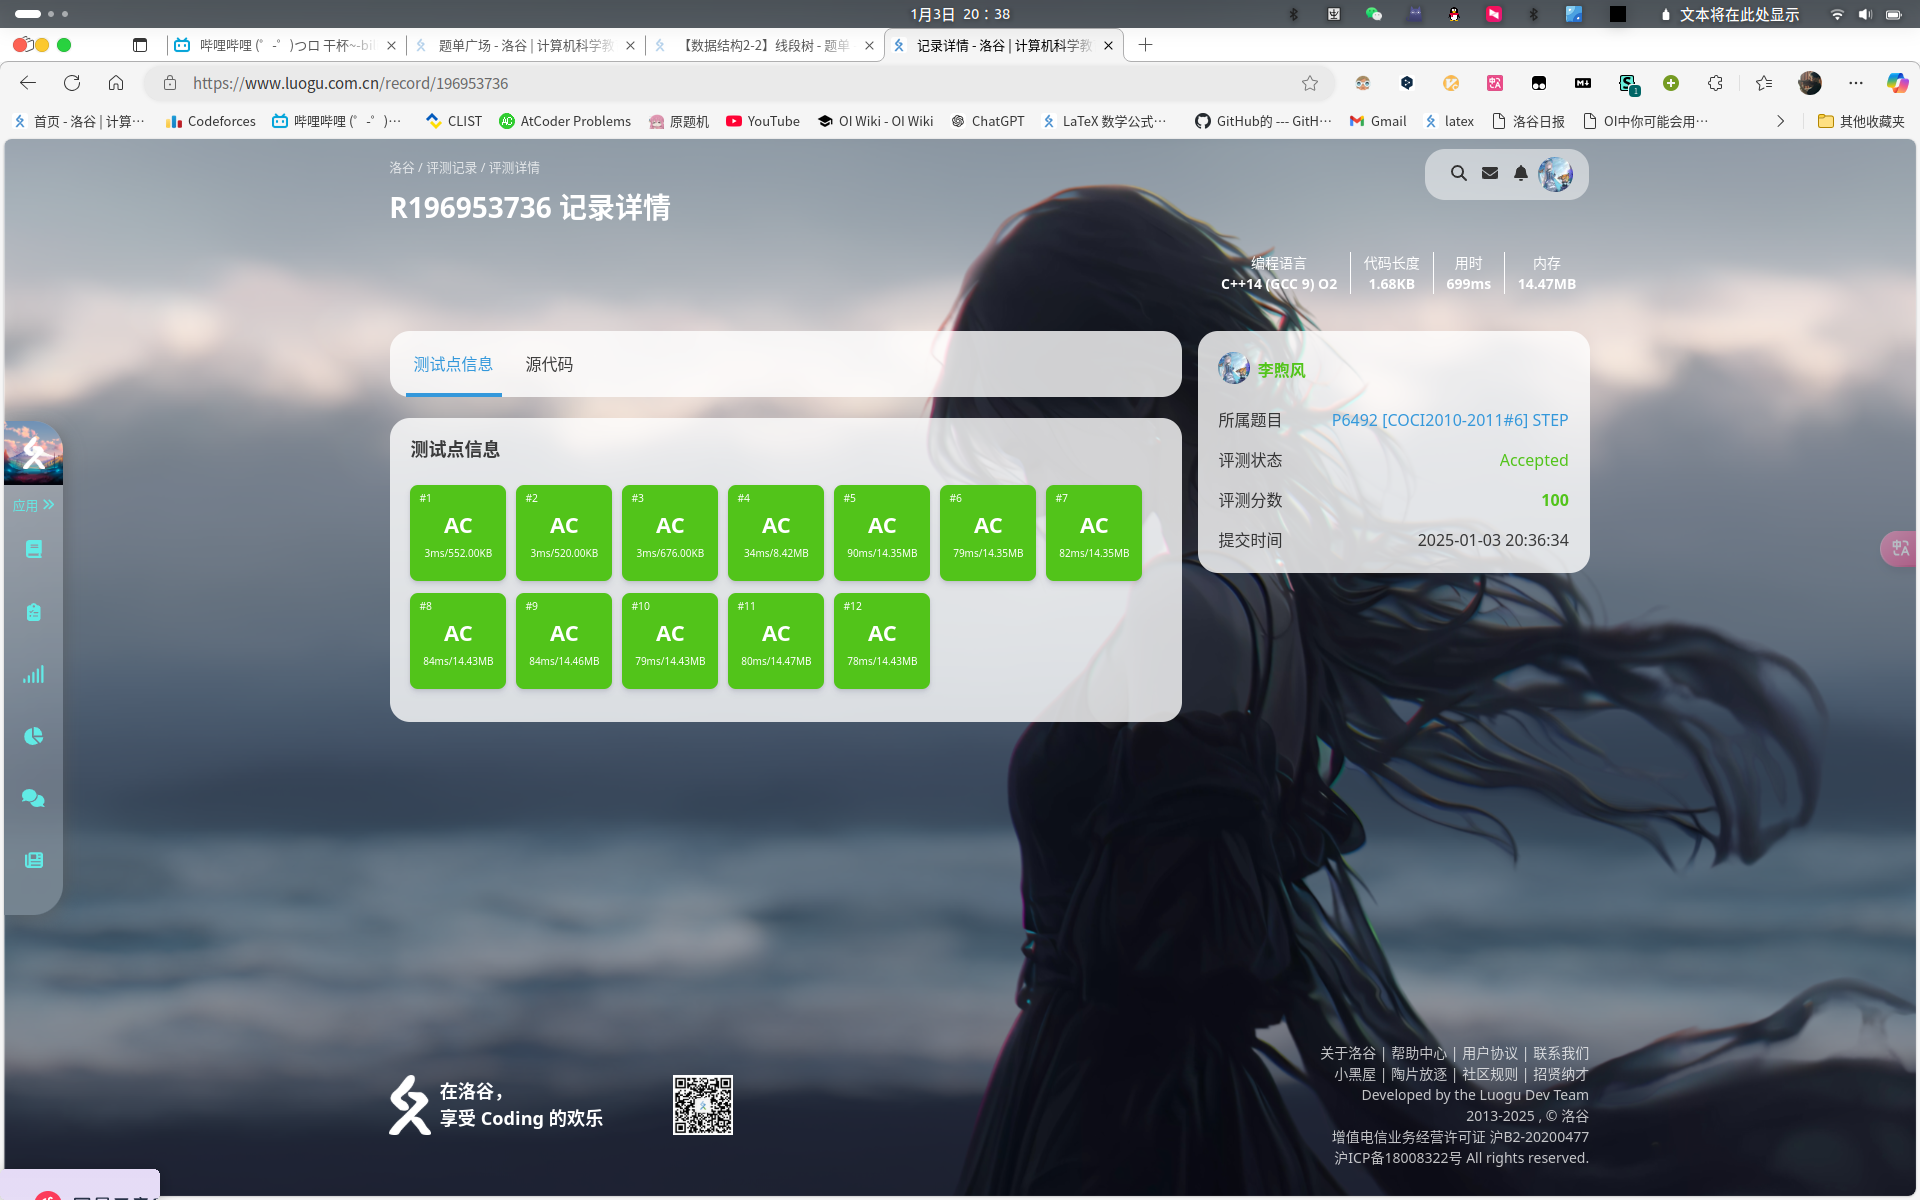 1月3日 20：38
文本将在此处显示
哔哩哔哩 (゜-゜)つロ 干杯~-bi
题单广场 - 洛谷 | 计算机科学教
【数据结构2-2】线段树 - 题单
记录详情 - 洛谷 | 计算机科学教
https://www.luogu.com.cn/record/196953736
首页 - 洛谷 | 计算…
Codeforces
哔哩哔哩 (゜-゜)…
CLIST
AtCoder Problems
原题机
YouTube
OI Wiki - OI Wiki
ChatGPT
LaTeX 数学公式…
GitHub的 --- GitH…
Gmail
latex
洛谷日报
OI中你可能会用…
其他收藏夹
洛谷 / 评测记录 / 评测详情
R196953736 记录详情
编程语言 代码长度 用时 内存
C++14 (GCC 9) O2 1.68KB 699ms 14.47MB
测试点信息 源代码
李煦风
所属题目 P6492 [COCI2010-2011#6] STEP
评测状态 Accepted
评测分数 100
提交时间 2025-01-03 20:36:34
测试点信息
#1 #2 #3 #4 #5 #6 #7
AC AC AC AC AC AC AC
3ms/552.00KB 3ms/520.00KB 3ms/676.00KB 34ms/8.42MB 90ms/14.35MB 79ms/14.35MB 82ms/14.35MB
#8 #9 #10 #11 #12
AC AC AC AC AC
84ms/14.43MB 84ms/14.46MB 79ms/14.43MB 80ms/14.47MB 78ms/14.43MB
应用
在洛谷，
享受 Coding 的欢乐
关于洛谷 | 帮助中心 | 用户协议 | 联系我们
小黑屋 | 陶片放逐 | 社区规则 | 招贤纳才
Developed by the Luogu Dev Team
2013-2025 , © 洛谷
增值电信业务经营许可证 沪B2-20200477
沪ICP备18008322号 All rights reserved.